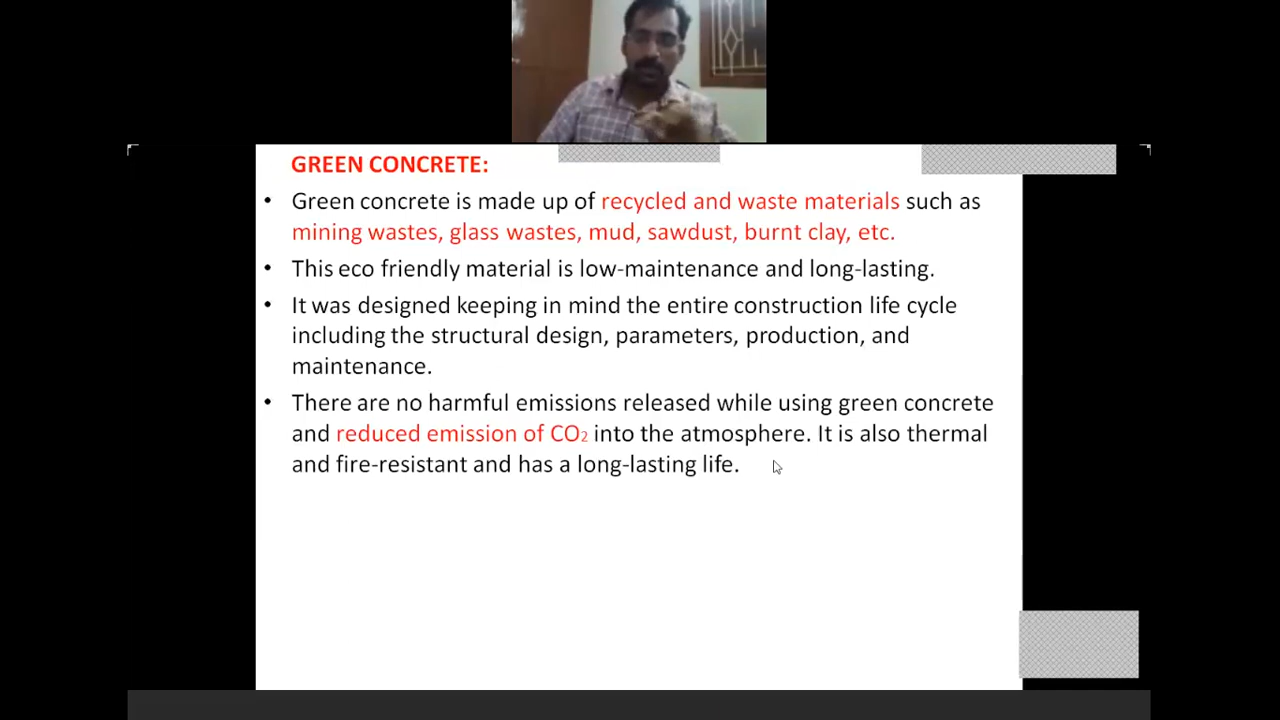 GREEN CONCRETE:
• Green concrete is made up of recycled and waste materials such as
mining wastes, glass wastes, mud, sawdust, burnt clay, etc.
• This eco friendly material is low-maintenance and long-lasting.
• It was designed keeping in mind the entire construction life cycle
including the structural design, parameters, production, and
maintenance.
• There are no harmful emissions released while using green concrete
and reduced emission of CO₂ into the atmosphere. It is also thermal
and fire-resistant and has a long-lasting life.